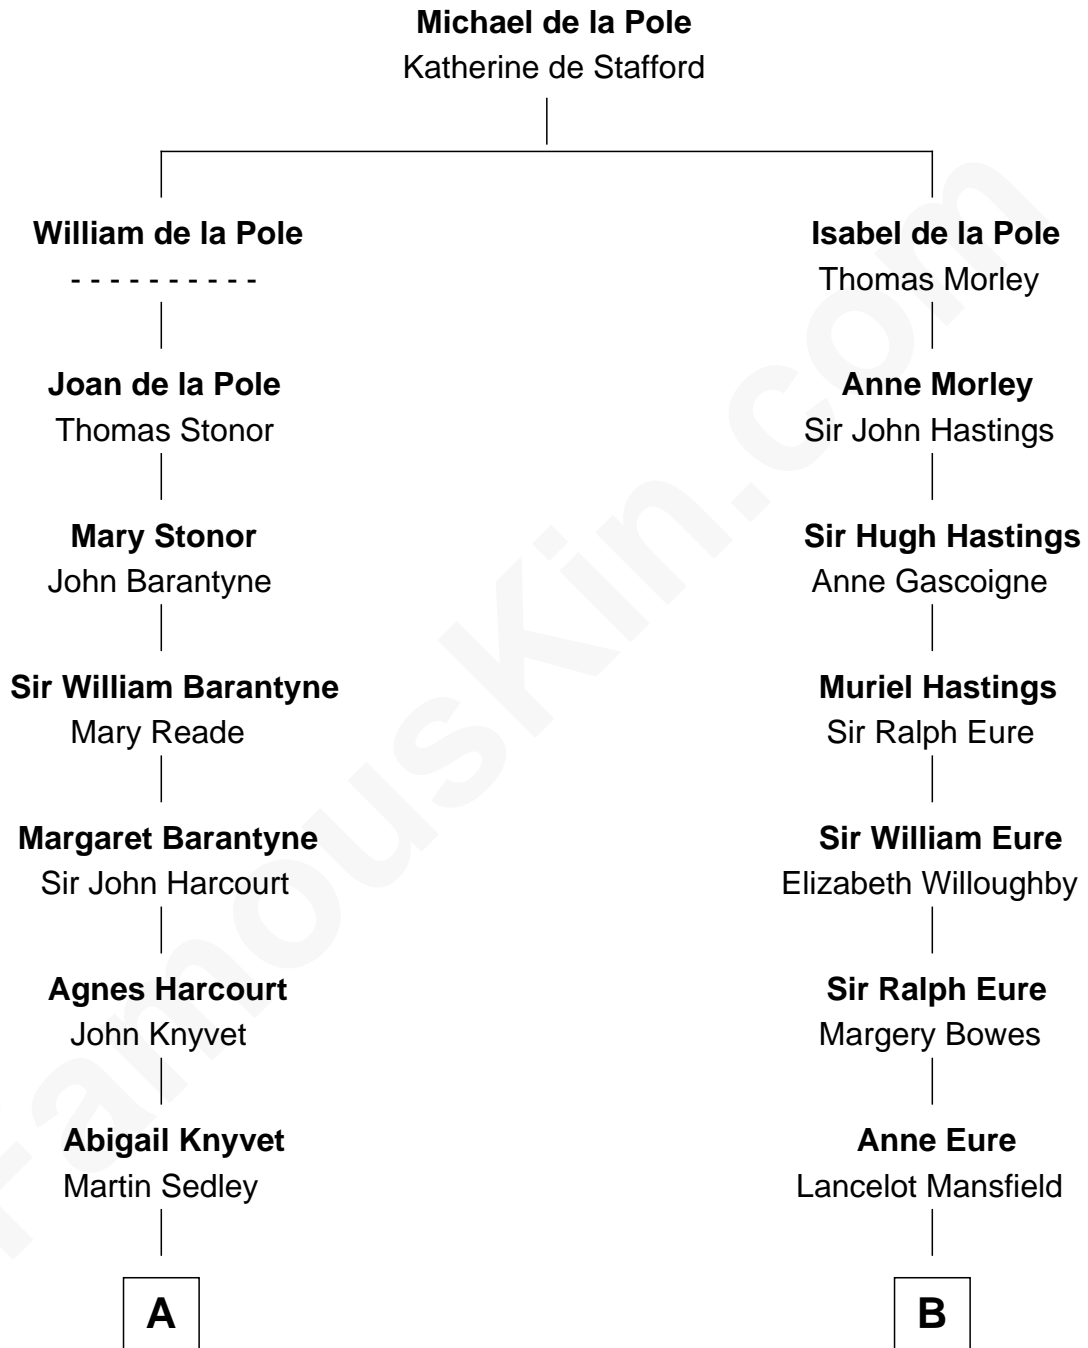 Michael de la Pole
Katherine de Stafford
William de la Pole
- - - - - - - - - -
Joan de la Pole
Thomas Stonor
Mary Stonor
John Barantyne
Sir William Barantyne
Mary Reade
Margaret Barantyne
Sir John Harcourt
Agnes Harcourt
John Knyvet
Abigail Knyvet
Martin Sedley
A
Isabel de la Pole
Thomas Morley
Anne Morley
Sir John Hastings
Sir Hugh Hastings
Anne Gascoigne
Muriel Hastings
Sir Ralph Eure
Sir William Eure
Elizabeth Willoughby
Sir Ralph Eure
Margery Bowes
Anne Eure
Lancelot Mansfield
B
FamousKin.com